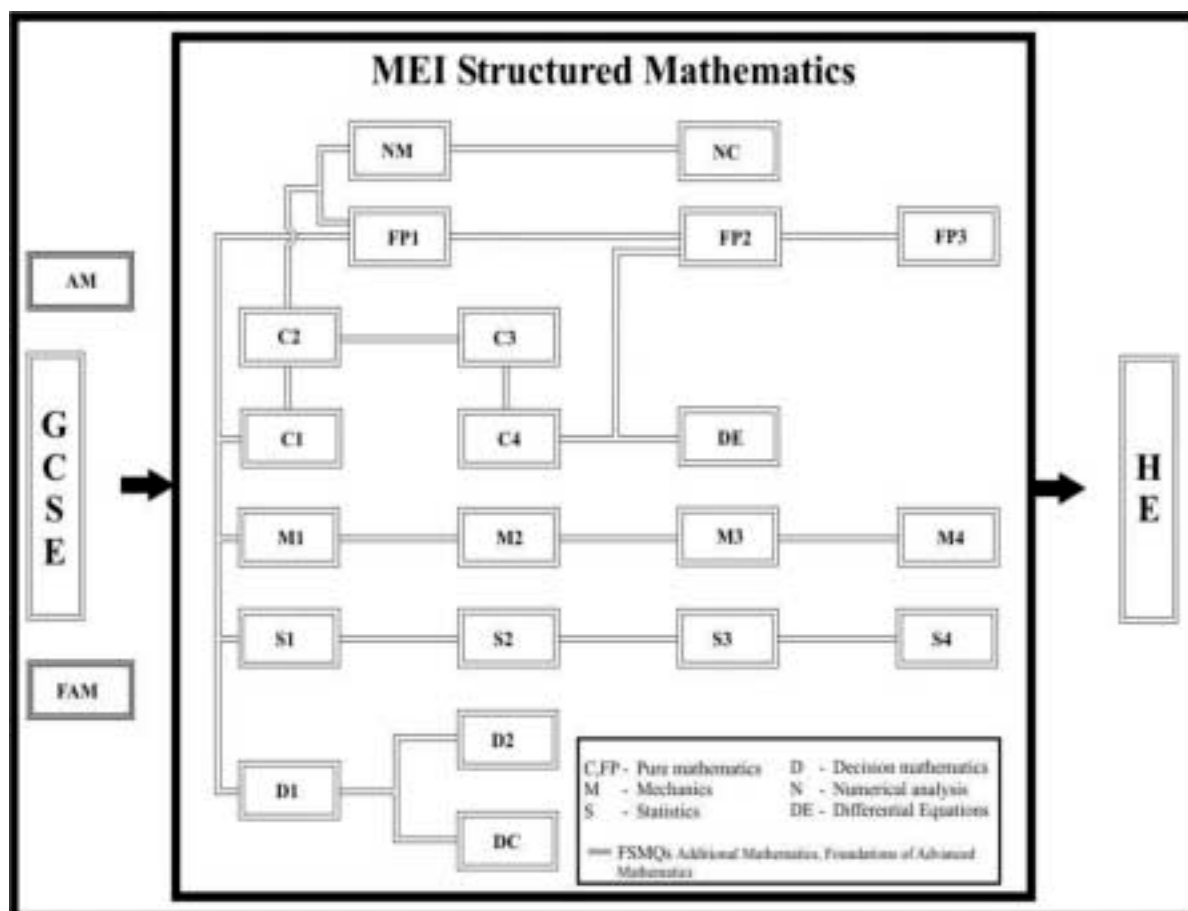 MEI Structured Mathematics
NM
NC
FP1
FP2
FP3
AM
C2
C3
GCSE
C1
C4
DE
HE
M1
M2
M3
M4
S1
S2
S3
S4
FAM
D2
D1
DC
C,FP - Pure mathematics
M - Mechanics
S - Statistics
D - Decision mathematics
N - Numerical analysis
DE - Differential Equations
FSMQs Additional Mathematics, Foundations of Advanced
Mathematics